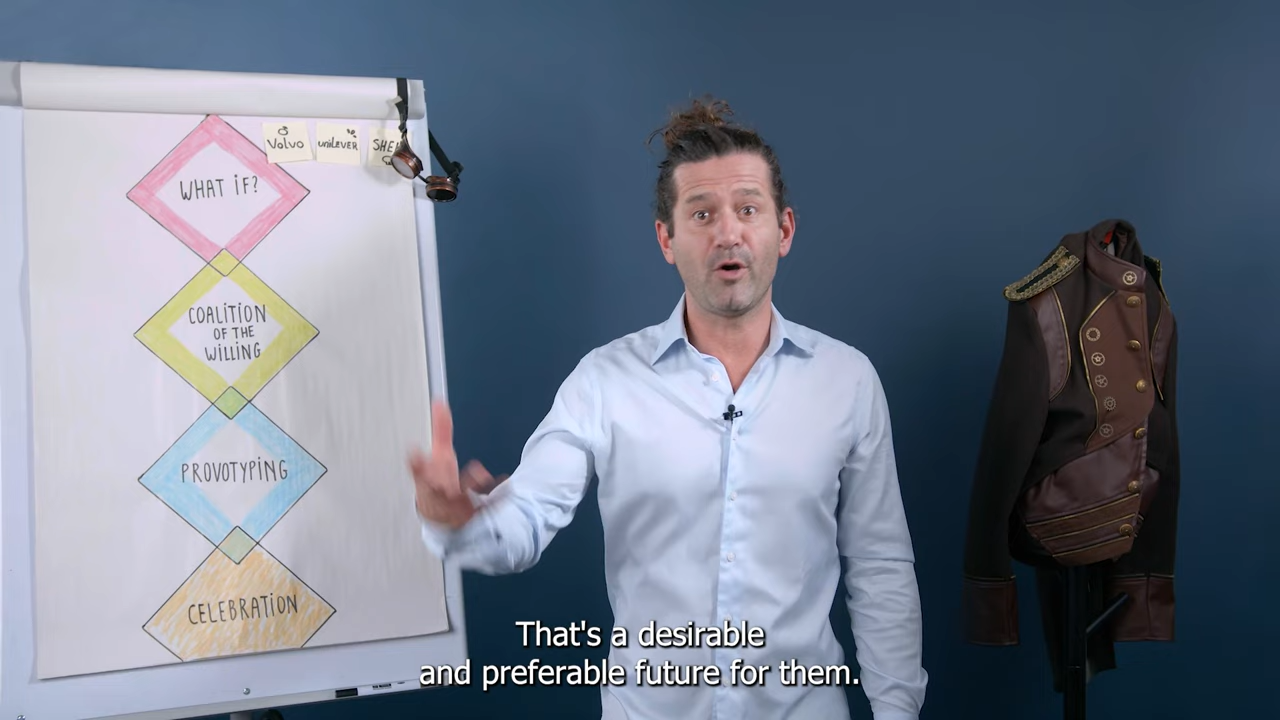 WHAT IF?
Volvo
UNILEVER
COALITION
OF THE
WILLING
PROVOTYPING
CELEBRATION
That's a desirable
and preferable future for them.